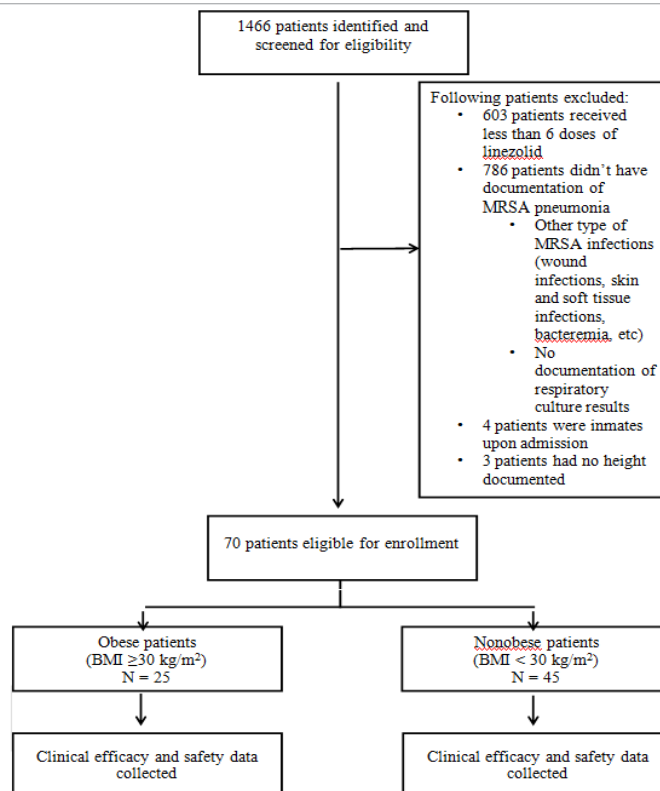 1466 patients identified and
screened for eligibility
Following patients excluded:
• 603 patients received
less than 6 doses of
linezolid
• 786 patients didn't have
documentation of
MRSA pneumonia
• Other type of
MRSA infections
(wound
infections, skin
and soft tissue
infections,
bacteremia, etc)
• No
documentation of
respiratory
culture results
• 4 patients were inmates
upon admission
• 3 patients had no height
documented
70 patients eligible for enrollment
Obese patients
(BMI ≥30 kg/m²)
N = 25
Nonobese patients
(BMI < 30 kg/m²)
N = 45
Clinical efficacy and safety data
collected
Clinical efficacy and safety data
collected